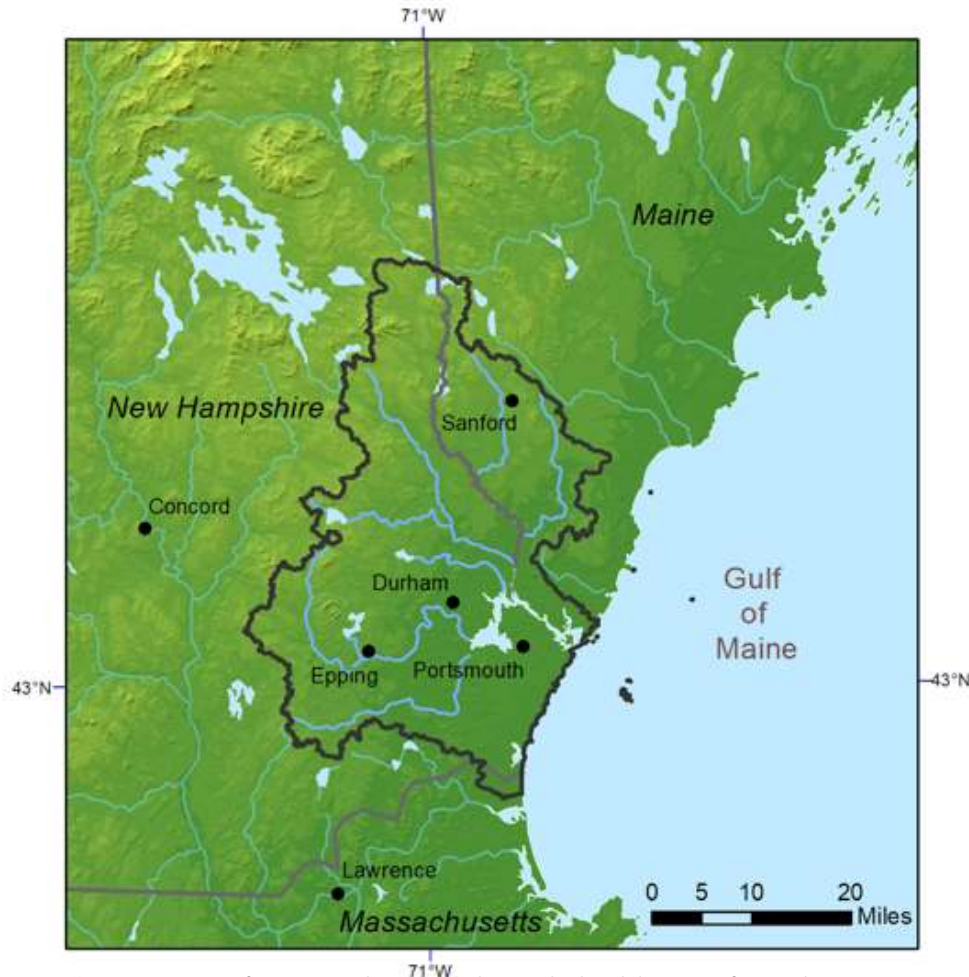 71°W
Maine
New Hampshire
Sanford
Concord
Durham
Gulf
of
Maine
Epping
Portsmouth
43°N
43°N
Lawrence
0 5 10 20
Miles
Massachusetts
71°W